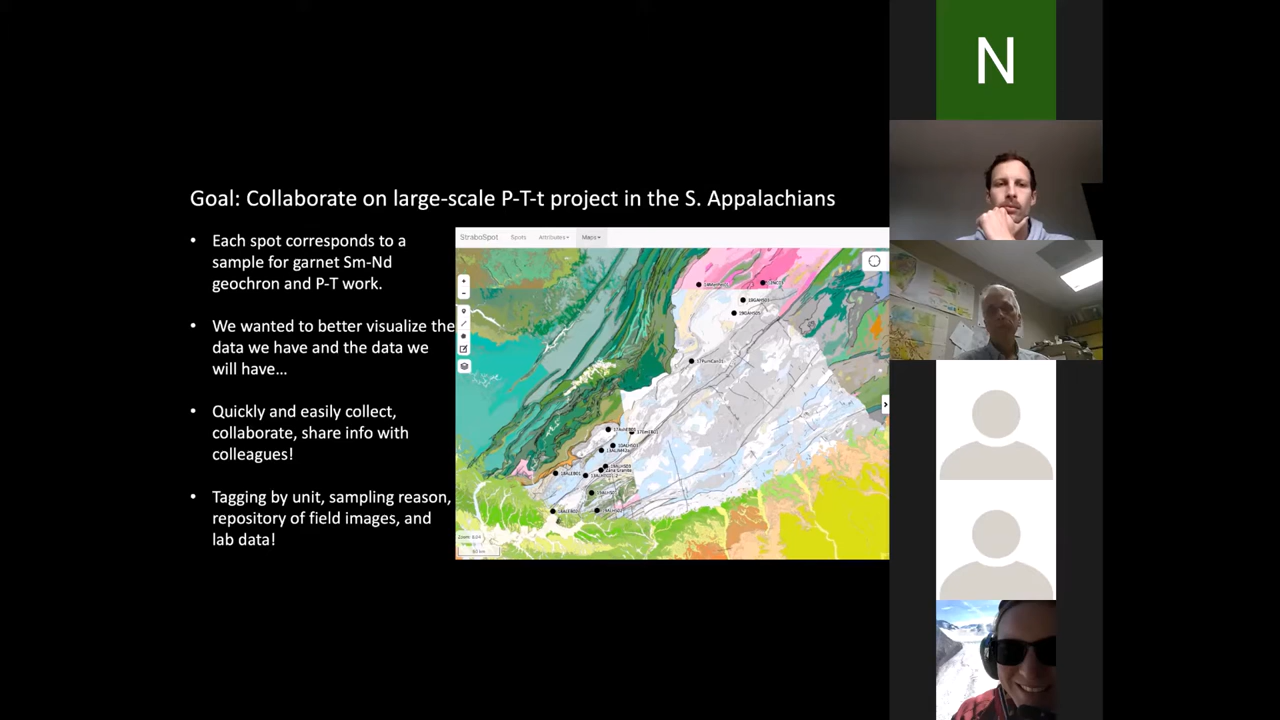 Goal: Collaborate on large-scale P-T-t project in the S. Appalachians
• Each spot corresponds to a
sample for garnet Sm-Nd
geochron and P-T work.
• We wanted to better visualize the
data we have and the data we
will have...
• Quickly and easily collect,
collaborate, share info with
colleagues!
• Tagging by unit, sampling reason,
repository of field images, and
lab data!
StraboSpot Spots Attributes Maps
N